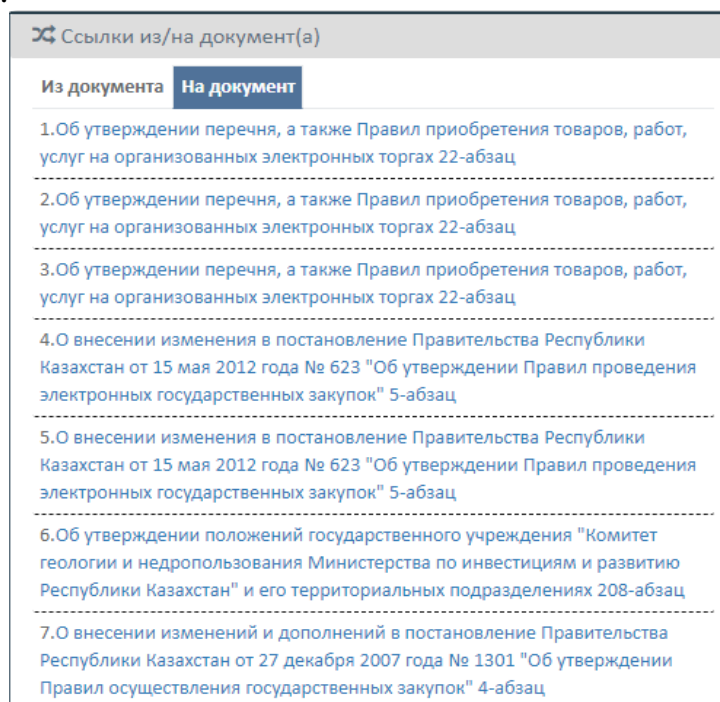 Ссылки из/на документ(а)
Из документа На документ
1.Об утверждении перечня, а также Правил приобретения товаров, работ,
услуг на организованных электронных торгах 22-абзац
2.Об утверждении перечня, а также Правил приобретения товаров, работ,
услуг на организованных электронных торгах 22-абзац
3.Об утверждении перечня, а также Правил приобретения товаров, работ,
услуг на организованных электронных торгах 22-абзац
4.О внесении изменения в постановление Правительства Республики
Казахстан от 15 мая 2012 года № 623 "Об утверждении Правил проведения
электронных государственных закупок" 5-абзац
5.О внесении изменения в постановление Правительства Республики
Казахстан от 15 мая 2012 года № 623 "Об утверждении Правил проведения
электронных государственных закупок" 5-абзац
6.Об утверждении положений государственного учреждения "Комитет
геологии и недропользования Министерства по инвестициям и развитию
Республики Казахстан" и его территориальных подразделениях 208-абзац
7.О внесении изменений и дополнений в постановление Правительства
Республики Казахстан от 27 декабря 2007 года № 1301 "Об утверждении
Правил осуществления государственных закупок" 4-абзац